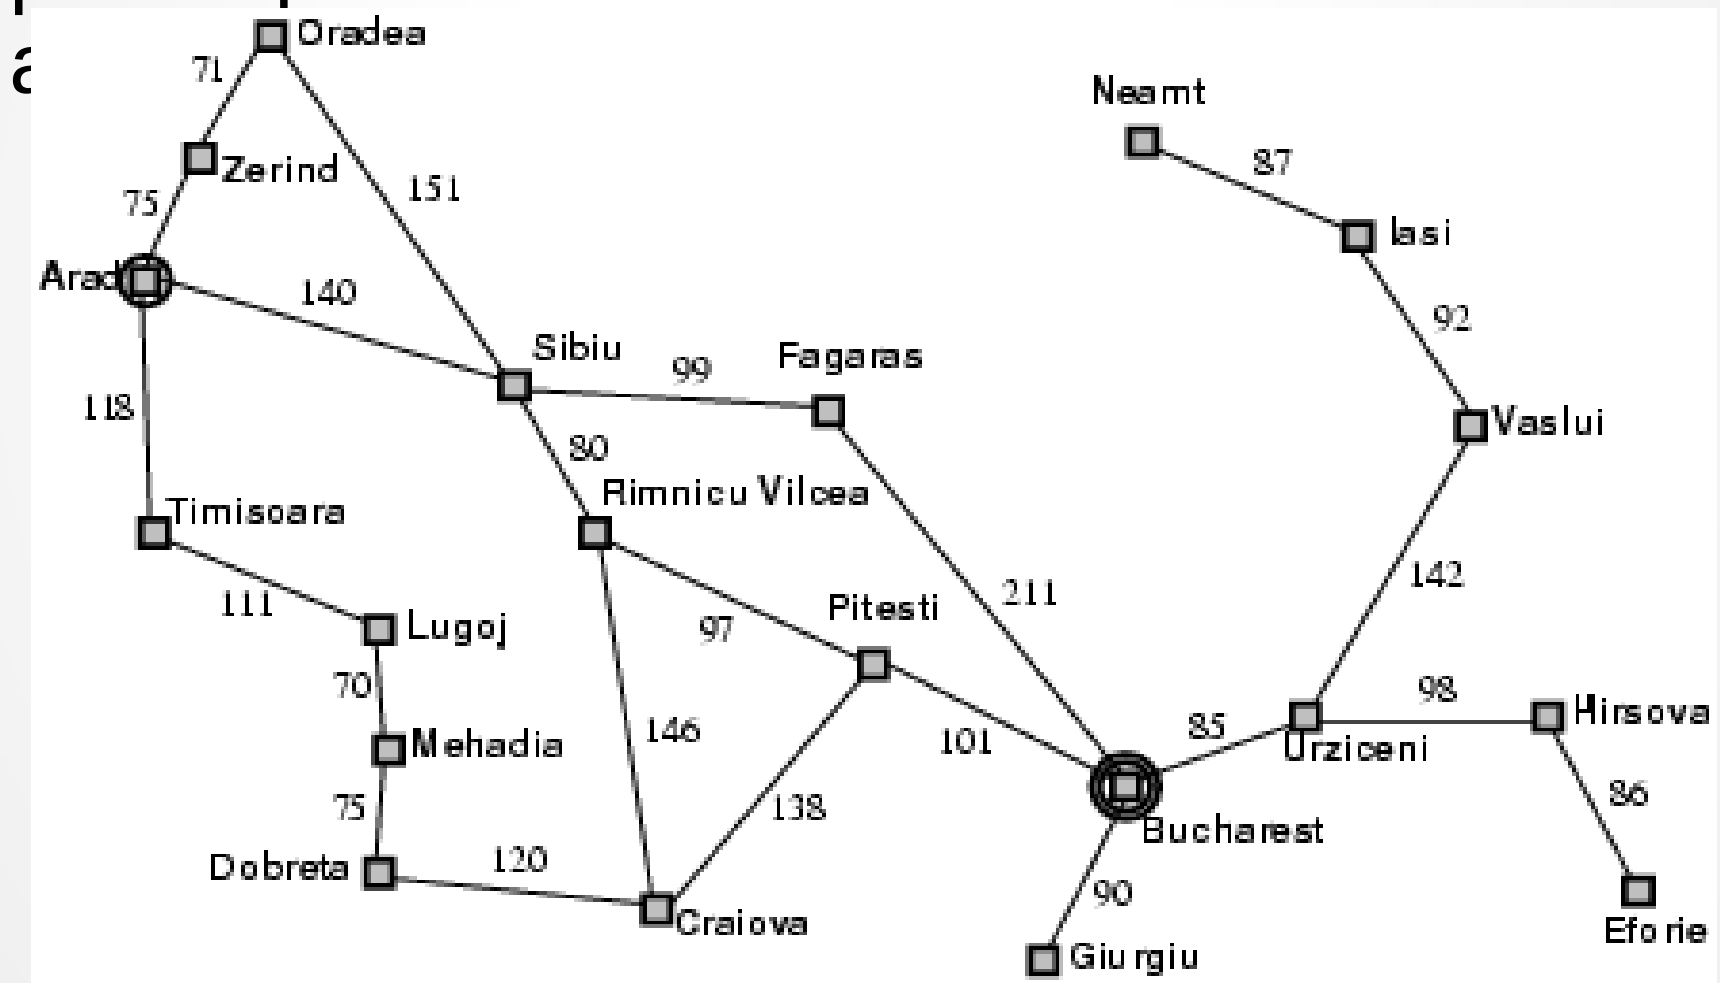 Oradea
71
Neamt
87
Zerind
151
75
Iasi
Arad
140
92
Sibiu
99
Fagaras
118
Vaslui
80
Rimnicu Vilcea
Timisoara
142
211
111
Pitesti
Lugoj
97
70
98
Hirsova
85
146
101
Urziceni
Mehadia
86
75
138
Bucharest
Dobreta
120
90
Craiova
Eforie
Giurgiu